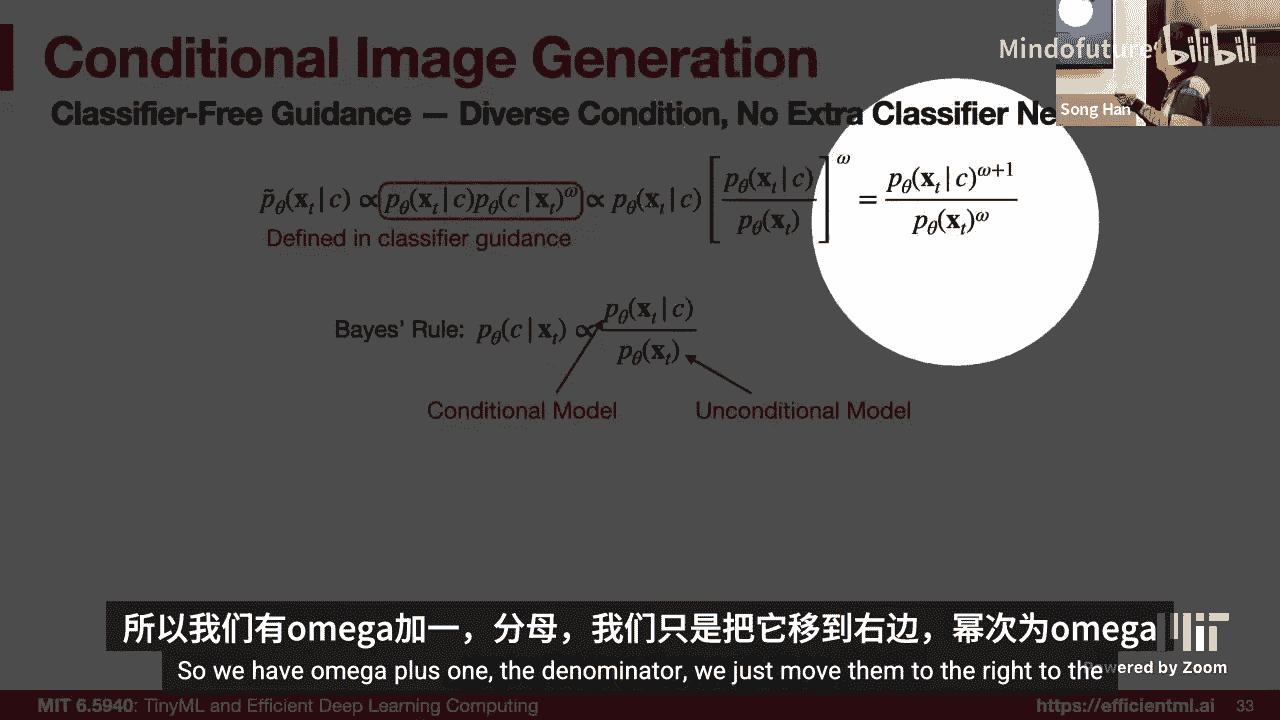 Conditional Image Generation
Mindofuture
bilibili
Song Han
Classifier-Free Guidance — Diverse Condition, No Extra Classifier Ne
p̃θ(xₜ|c) ∝ pθ(xₜ|c)pθ(c|xₜ)^ω ∝ pθ(xₜ|c) [pθ(xₜ|c) / pθ(xₜ)]^ω = pθ(xₜ|c)^(ω+1) / pθ(xₜ)^ω
Defined in classifier guidance
Bayes' Rule: pθ(c|xₜ) ∝ pθ(xₜ|c) / pθ(xₜ)
Conditional Model
Unconditional Model
所以我们有omega加一，分母，我们只是把它移到右边，幂次为omega
So we have omega plus one, the denominator, we just move them to the right to the
wered by Zoom
MIT 6.5940: TinyML and Efficient Deep Learning Computing
https://efficientml.ai
33